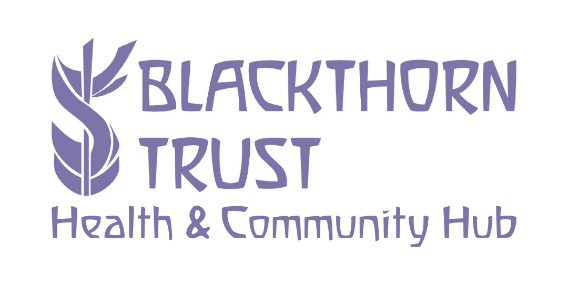 BLACKTHORN
TRUST
Health & Community Hub